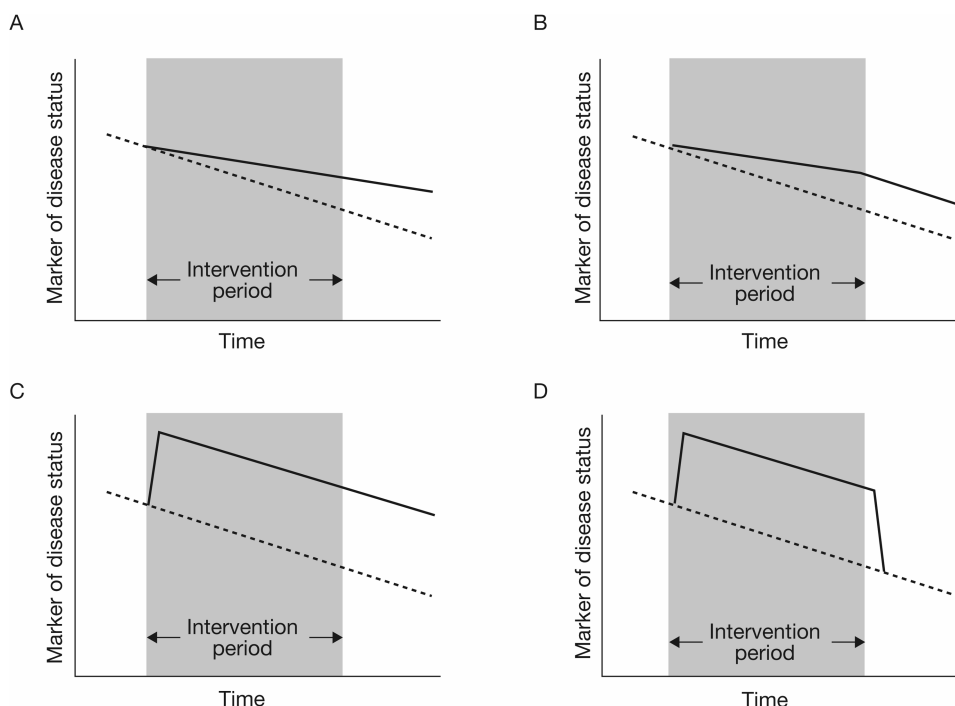 A
Marker of disease status
Intervention
period
Time
B
Marker of disease status
Intervention
period
Time
C
Marker of disease status
Intervention
period
Time
D
Marker of disease status
Intervention
period
Time